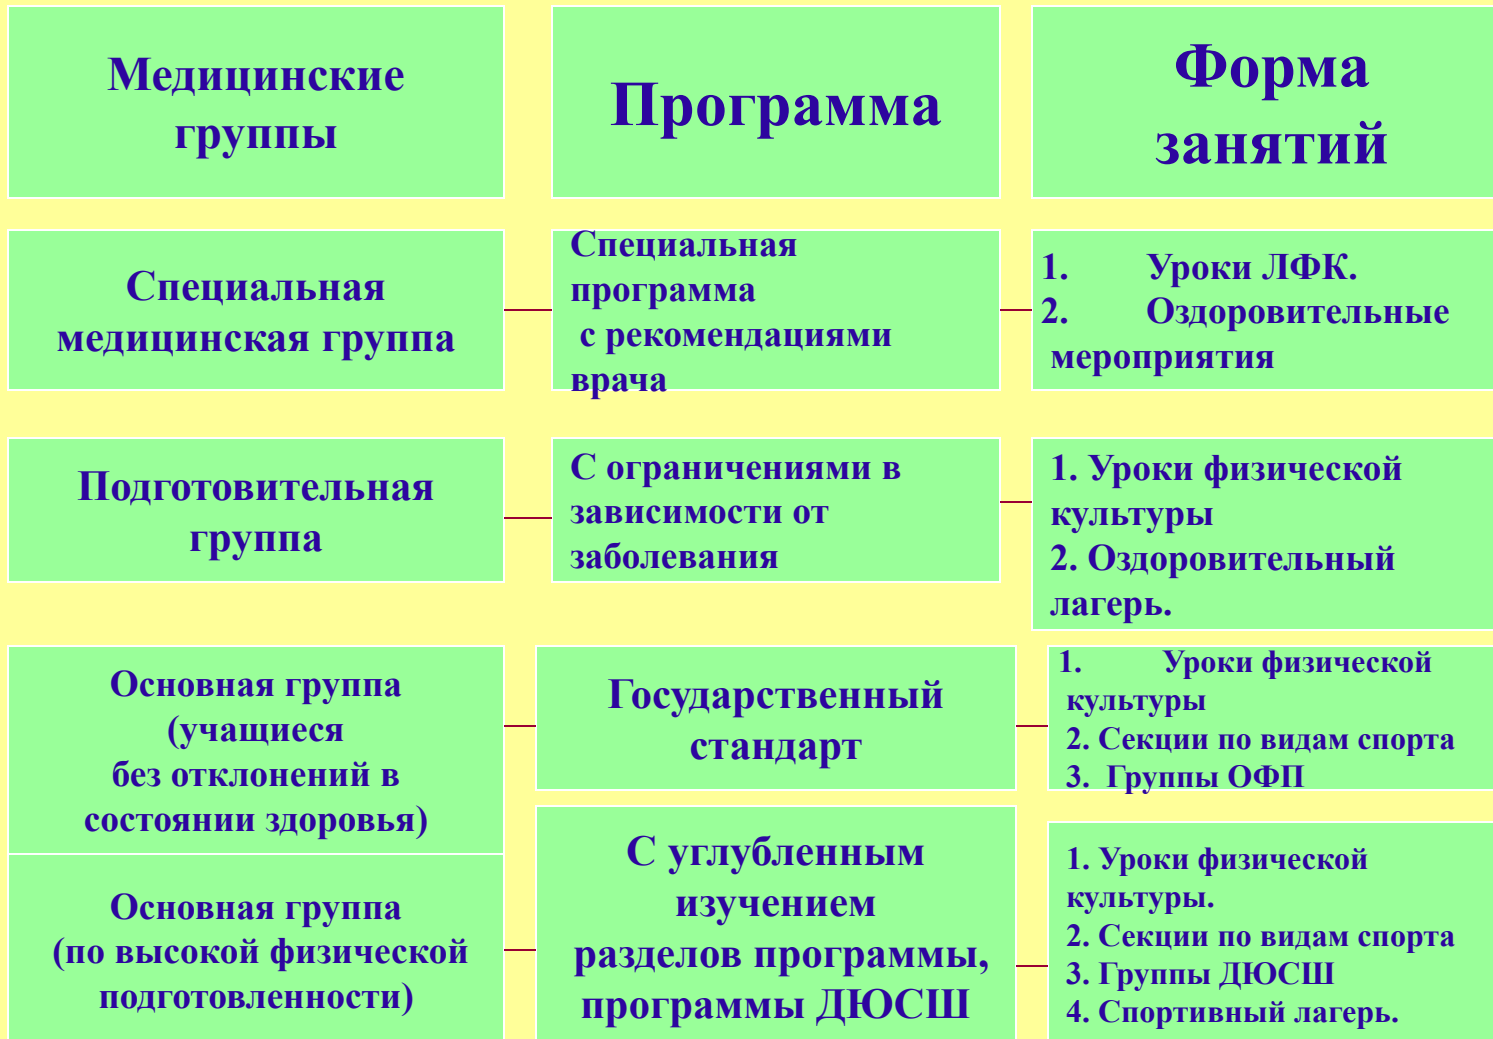 Медицинские
группы
Программа
Форма
занятий
Специальная
медицинская группа
Специальная
программа
с рекомендациями
врача
1. Уроки ЛФК.
2. Оздоровительные
мероприятия
Подготовительная
группа
С ограничениями в
зависимости от
заболевания
1. Уроки физической
культуры
2. Оздоровительный
лагерь.
Основная группа
(учащиеся
без отклонений в
состоянии здоровья)
Государственный
стандарт
1. Уроки физической
культуры
2. Секции по видам спорта
3. Группы ОФП
Основная группа
(по высокой физической
подготовленности)
С углубленным
изучением
разделов программы,
программы ДЮСШ
1. Уроки физической
культуры.
2. Секции по видам спорта
3. Группы ДЮСШ
4. Спортивный лагерь.